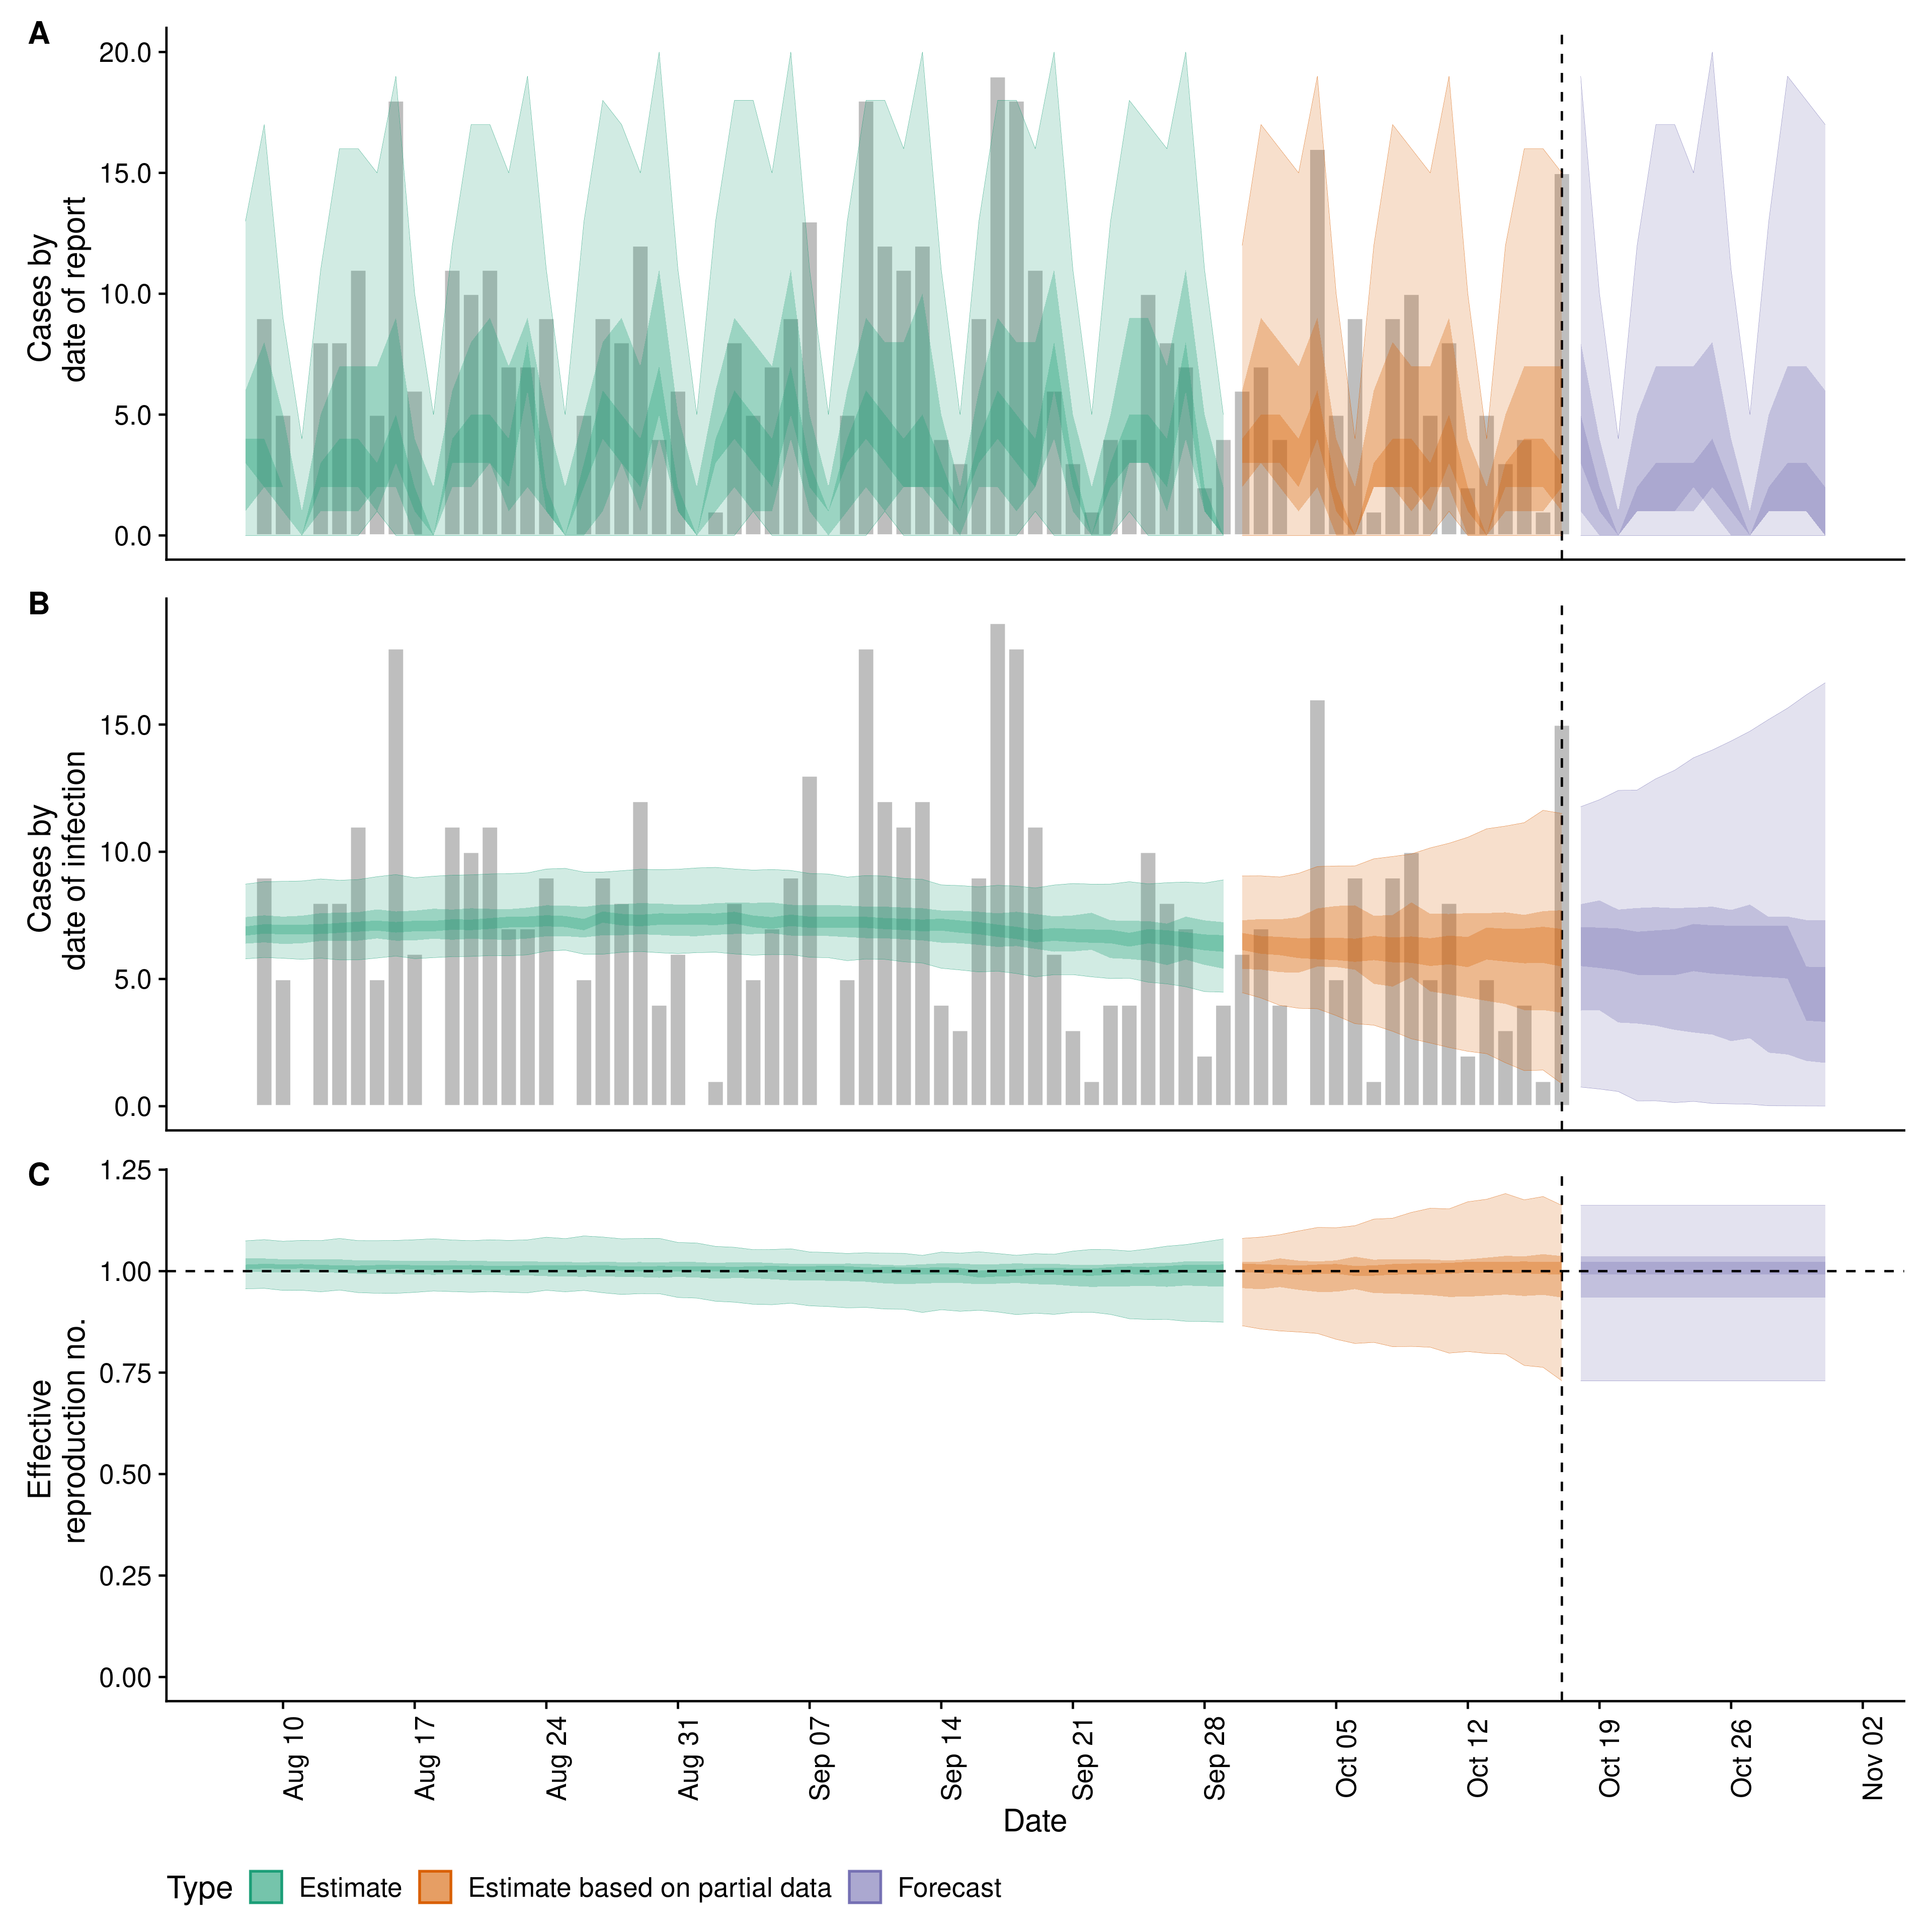 A
20.0
15.0
10.0
5.0
0.0
Cases by
date of report
B
15.0
10.0
5.0
0.0
Cases by
date of infection
C
1.25
1.00
0.75
0.50
0.25
0.00
Effective
reproduction no.
Aug 10
Aug 17
Aug 24
Aug 31
Sep 07
Sep 14
Sep 21
Sep 28
Oct 05
Oct 12
Oct 19
Oct 26
Nov 02
Date
Type
Estimate
Estimate based on partial data
Forecast